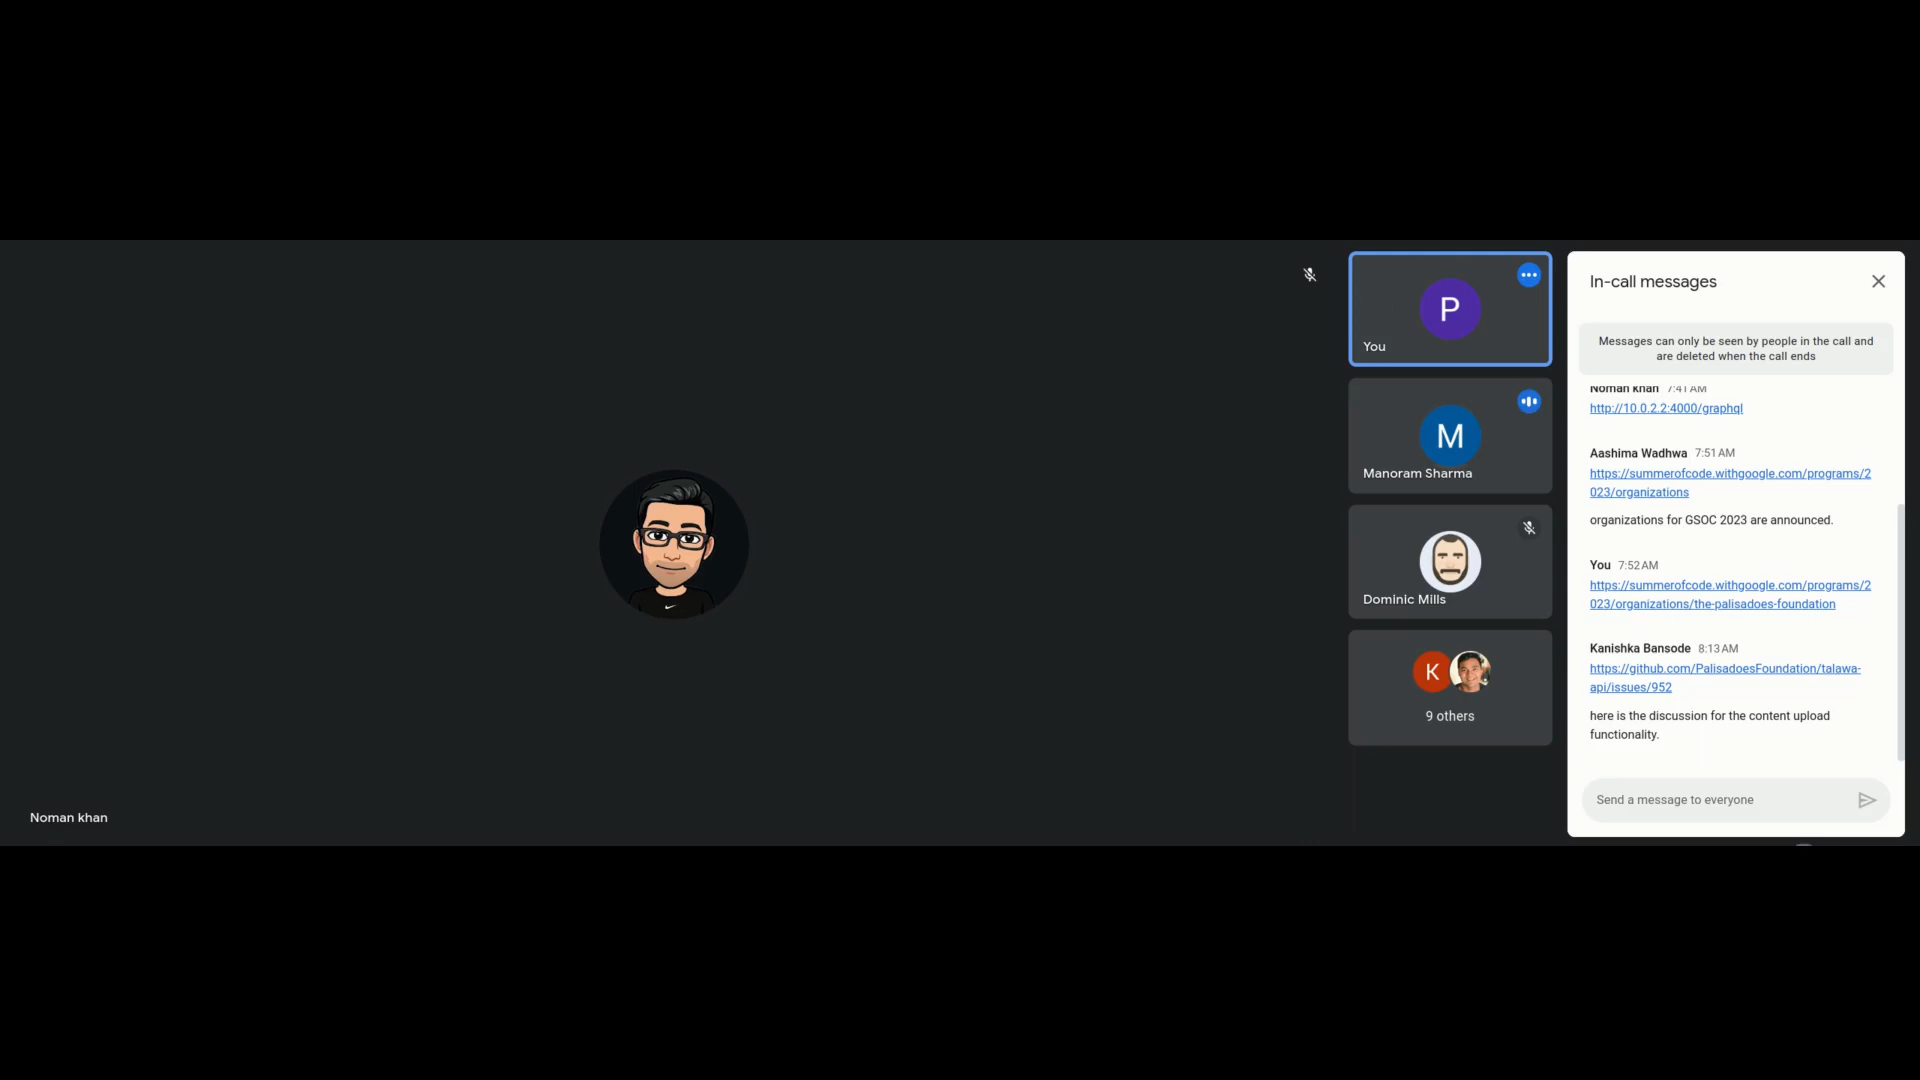 Noman khan
P
You
M
Manoram Sharma
Dominic Mills
K
9 others
In-call messages
Messages can only be seen by people in the call and
are deleted when the call ends
Noman khan 7:41 AM
http://10.0.2.2:4000/graphql
Aashima Wadhwa 7:51 AM
https://summerofcode.withgoogle.com/programs/2
023/organizations
organizations for GSOC 2023 are announced.
You 7:52 AM
https://summerofcode.withgoogle.com/programs/2
023/organizations/the-palisadoes-foundation
Kanishka Bansode 8:13 AM
https://github.com/PalisadoesFoundation/talawa-
api/issues/952
here is the discussion for the content upload
functionality.
Send a message to everyone